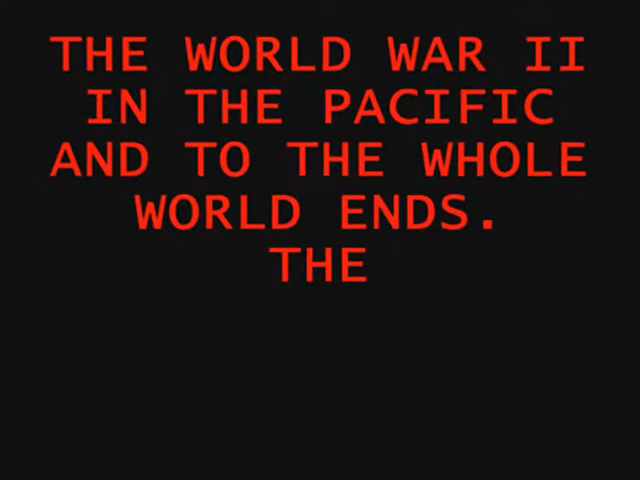 THE WORLD WAR II
IN THE PACIFIC
AND TO THE WHOLE
WORLD ENDS.
THE